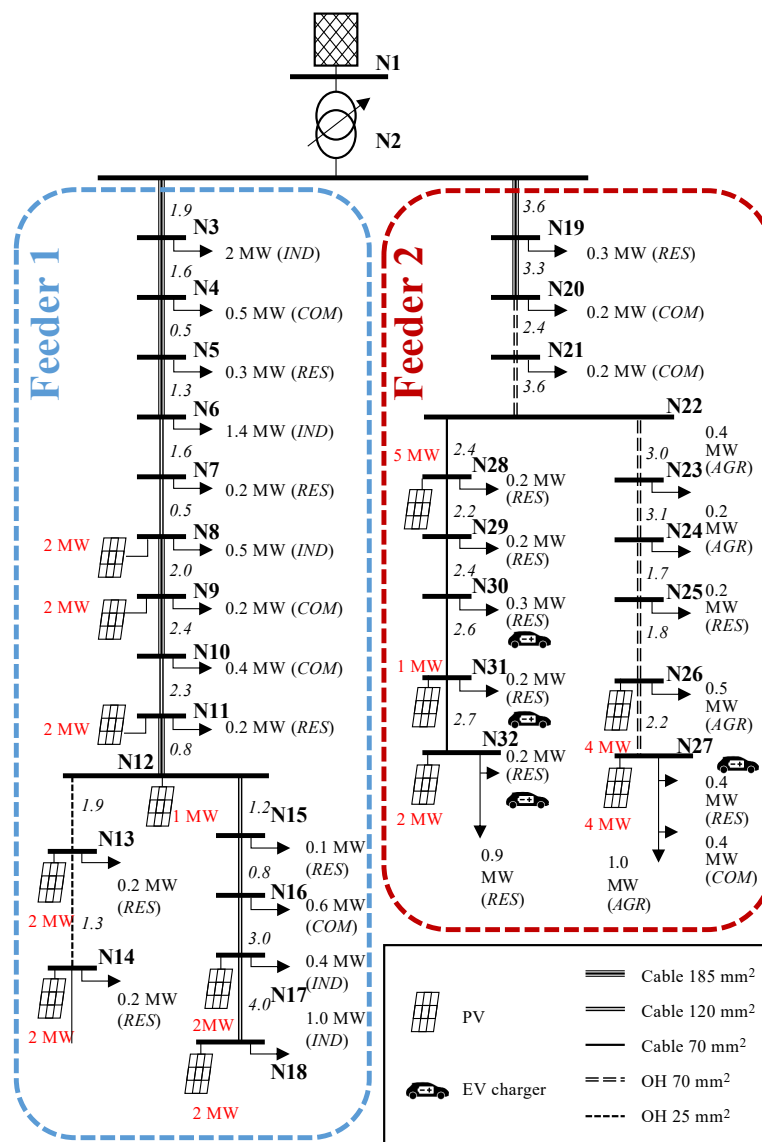 N1
N2
Feeder 1
1.9
N3
2 MW (IND)
1.6
N4
0.5 MW (COM)
0.5
N5
0.3 MW (RES)
1.3
N6
1.4 MW (IND)
1.6
N7
0.2 MW (RES)
0.5
N8
2 MW
0.5 MW (IND)
2.0
N9
2 MW
0.2 MW (COM)
2.4
N10
0.4 MW (COM)
2.3
N11
2 MW
0.2 MW (RES)
0.8
N12
1 MW
1.9
N13
0.2 MW
(RES)
2 MW
1.3
N14
0.2 MW
(RES)
2 MW
1.2
N15
0.1 MW
(RES)
0.8
N16
0.6 MW
(COM)
3.0
0.4 MW
(IND)
N17
2MW
4.0
1.0 MW
(IND)
N18
2 MW
Feeder 2
3.6
N19
0.3 MW (RES)
3.3
N20
0.2 MW (COM)
2.4
N21
0.2 MW (COM)
3.6
N22
2.4
5 MW
N28
0.2 MW
(RES)
2.2
N29
0.2 MW
(RES)
2.4
N30
0.3 MW
(RES)
2.6
1 MW
N31
0.2 MW
(RES)
2.7
N32
0.2 MW
(RES)
2 MW
0.9
MW
(RES)
3.0
0.4
MW
(AGR)
N23
3.1
0.2
MW
(AGR)
N24
1.7
N25
0.2
MW
(RES)
1.8
N26
0.5
MW
(AGR)
4 MW
2.2
N27
0.4
MW
(RES)
0.4
MW
(COM)
4 MW
1.0
MW
(AGR)
PV
EV charger
Cable 185 mm²
Cable 120 mm²
Cable 70 mm²
OH 70 mm²
OH 25 mm²